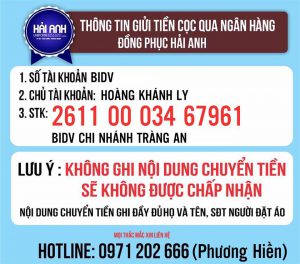 HẢI ANH
THÔNG TIN GỬI TIỀN CỌC QUA NGÂN HÀNG
ĐỒNG PHỤC HẢI ANH
1. SỐ TÀI KHOẢN BIDV
2. CHỦ TÀI KHOẢN: HOÀNG KHÁNH LY
3. STK: 2611 00 034 67961
BIDV CHI NHÁNH TRÀNG AN
LƯU Ý : KHÔNG GHI NỘI DUNG CHUYỂN TIỀN
SẼ KHÔNG ĐƯỢC CHẤP NHẬN
NỘI DUNG CHUYỂN TIỀN GHI ĐẦY ĐỦ HỌ VÀ TÊN, SĐT NGƯỜI ĐẶT ÁO
MỌI THẮC MẮC XIN LIÊN HỆ
HOTLINE: 0971 202 666 (Phương Hiền)